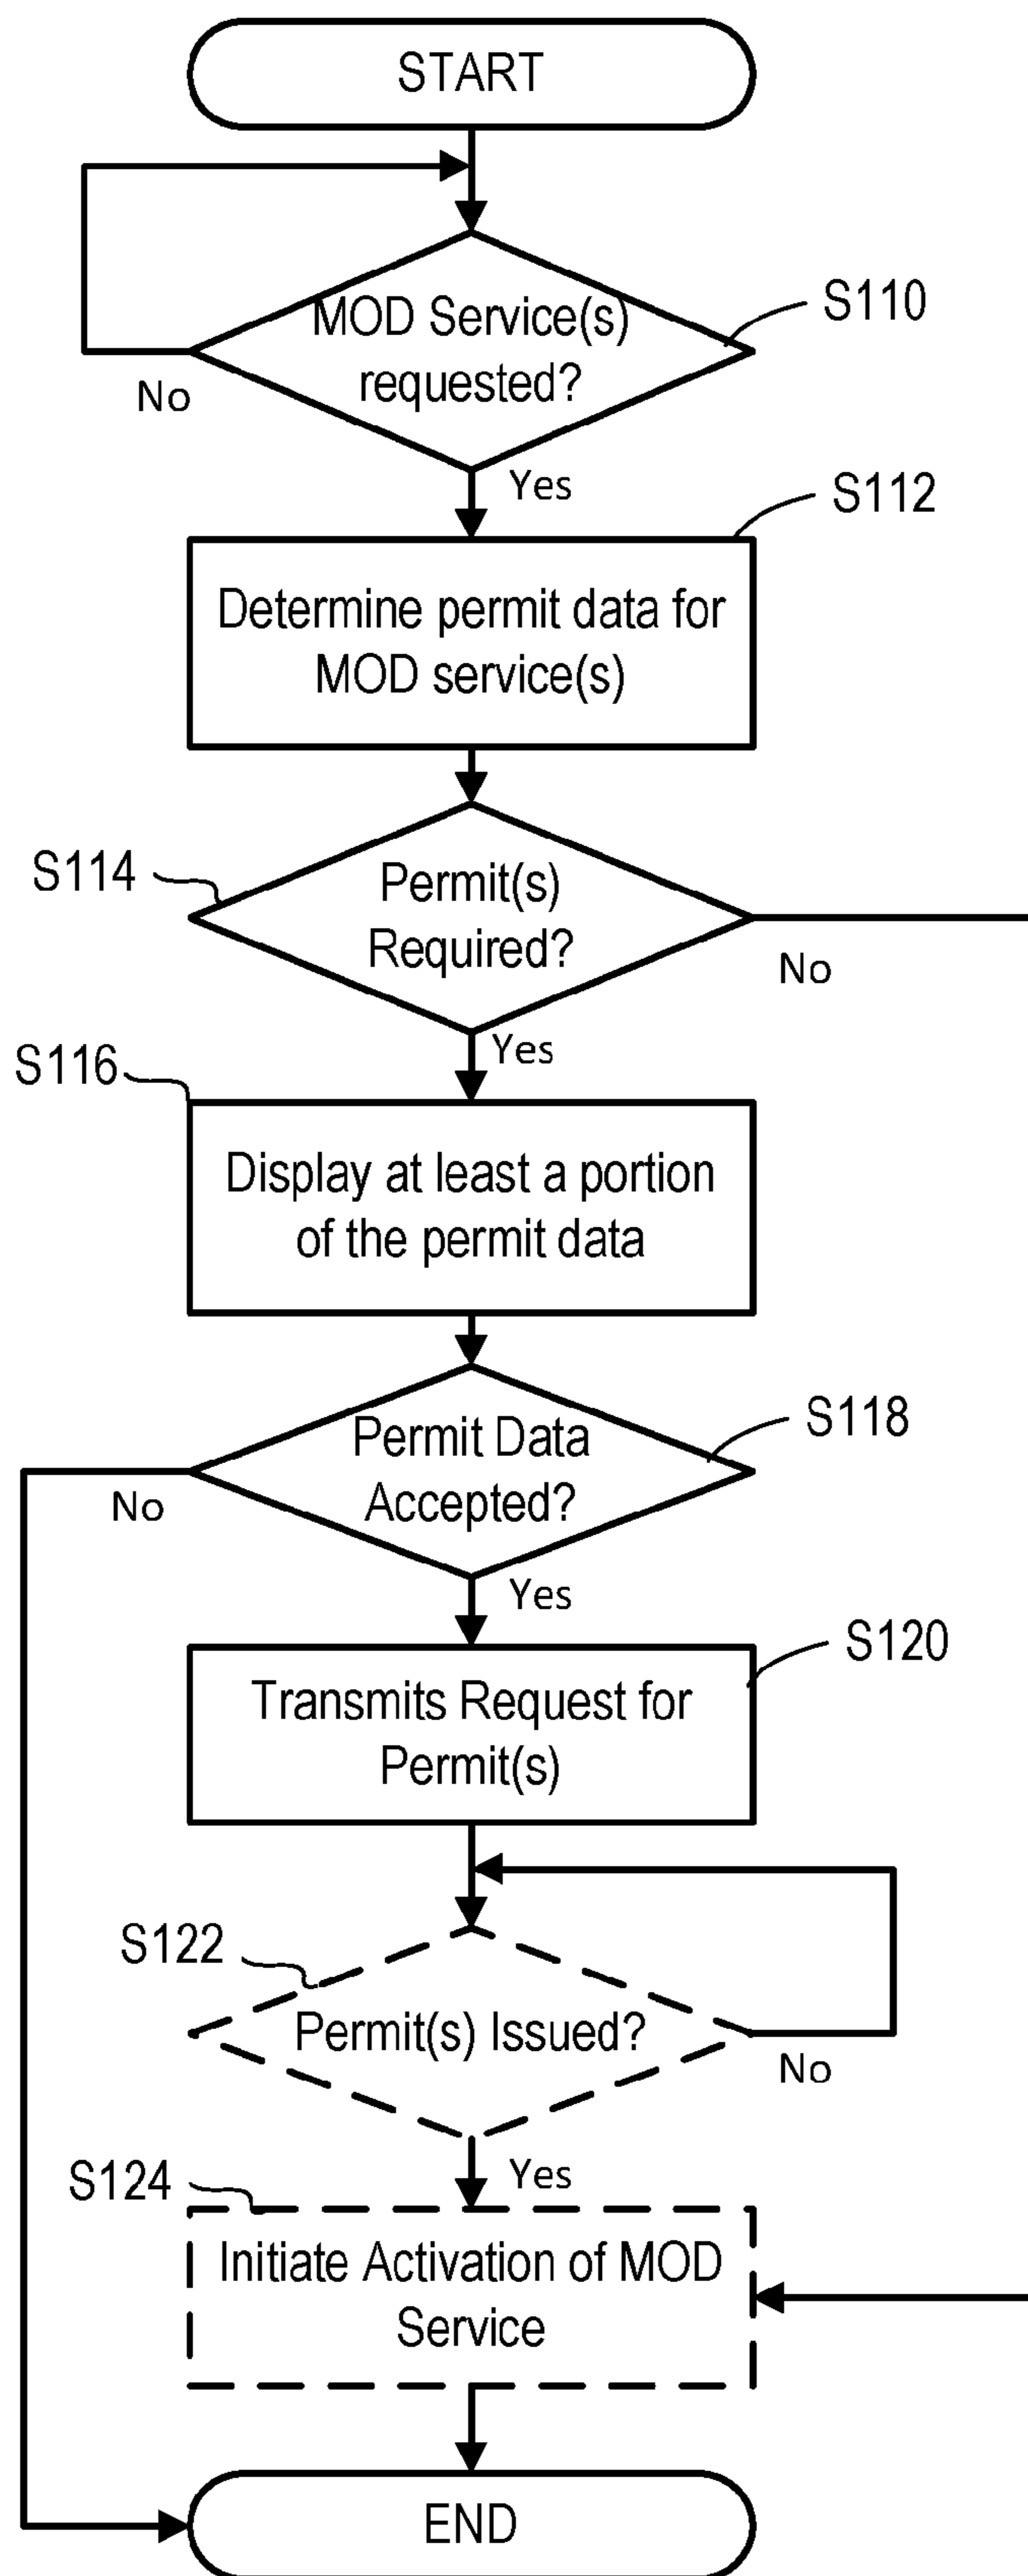 START
MOD Service(s)
requested?
S110
No
Yes
S112
Determine permit data for
MOD service(s)
S114
Permit(s)
Required?
No
Yes
S116
Display at least a portion
of the permit data
Permit Data
Accepted?
S118
No
Yes
S120
Transmits Request for
Permit(s)
S122
Permit(s) Issued?
No
Yes
S124
Initiate Activation of MOD
Service
END